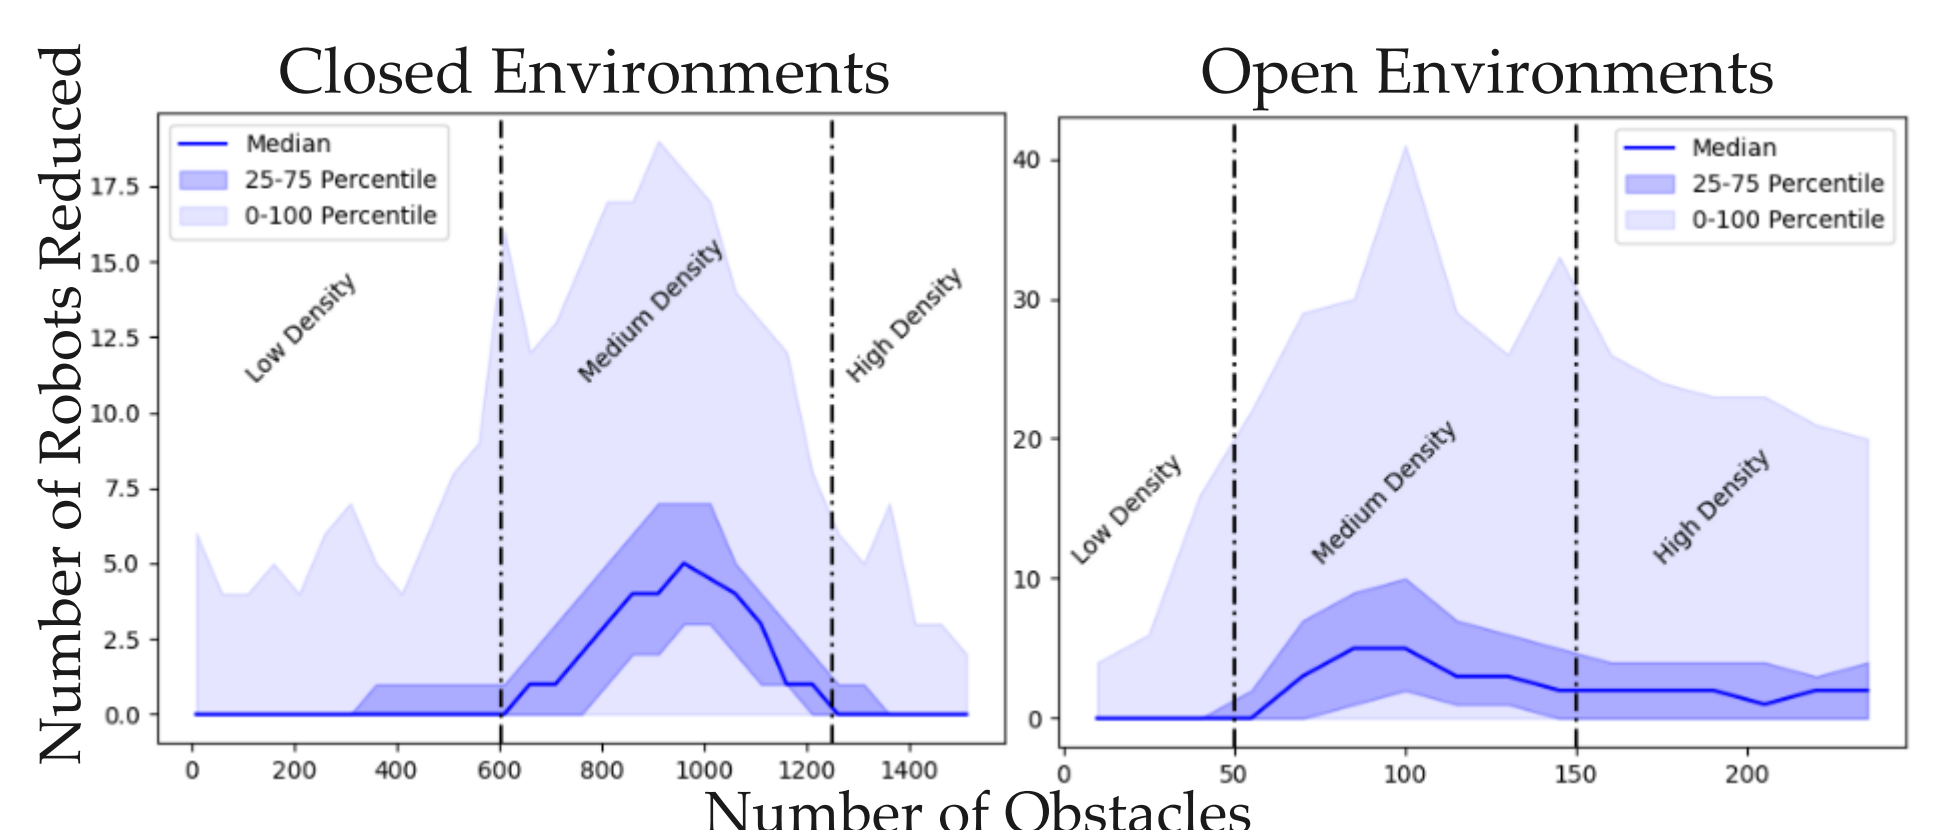 Closed Environments
Open Environments
Number of Robots Reduced
Median
25-75 Percentile
0-100 Percentile
17.5
15.0
12.5
10.0
7.5
5.0
2.5
0.0
Low Density
Medium Density
High Density
0 200 400 600 800 1000 1200 1400
Median
25-75 Percentile
0-100 Percentile
40
30
20
10
0
Low Density
Medium Density
High Density
0 50 100 150 200
Number of Obstacles